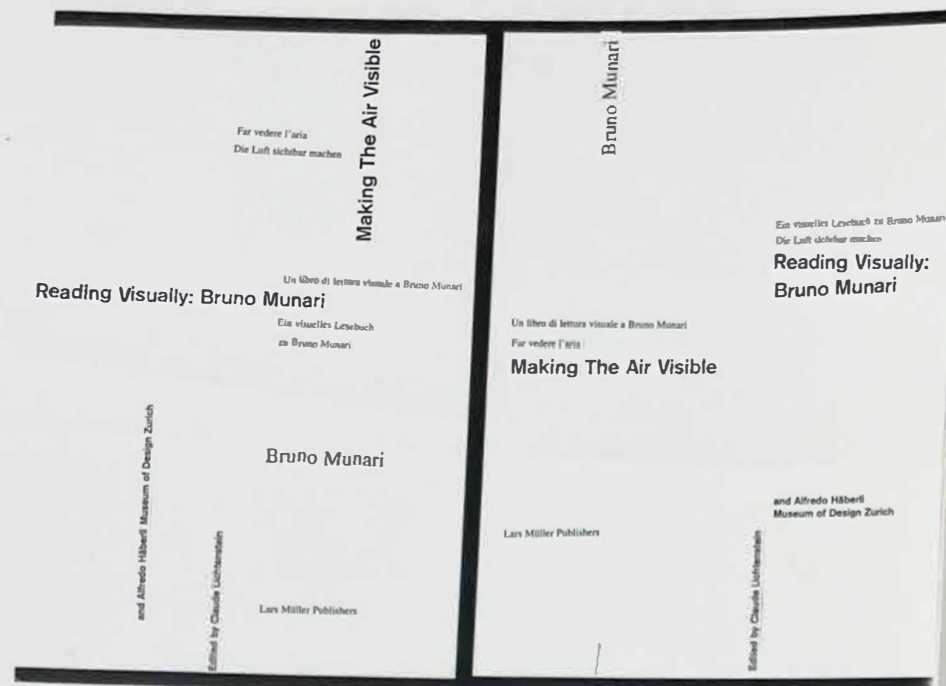 Making The Air Visible
Far vedere l'aria
Die Luft sichtbar machen
Un libro di lettura visuale a Bruno Munari
Reading Visually: Bruno Munari
Ein visuelles Lesebuch
zu Bruno Munari
and Alfredo Häberli Museum of Design Zurich
Bruno Munari
Edited by Claude Lichtenstein
Lars Müller Publishers
Bruno Munari
Ein visuelles Lesebuch zu Bruno Munari
Die Luft sichtbar machen
Reading Visually:
Bruno Munari
Un libro di lettura visuale a Bruno Munari
Far vedere l'aria
Making The Air Visible
and Alfredo Häberli
Museum of Design Zurich
Lars Müller Publishers
Edited by Claude Lichtenstein